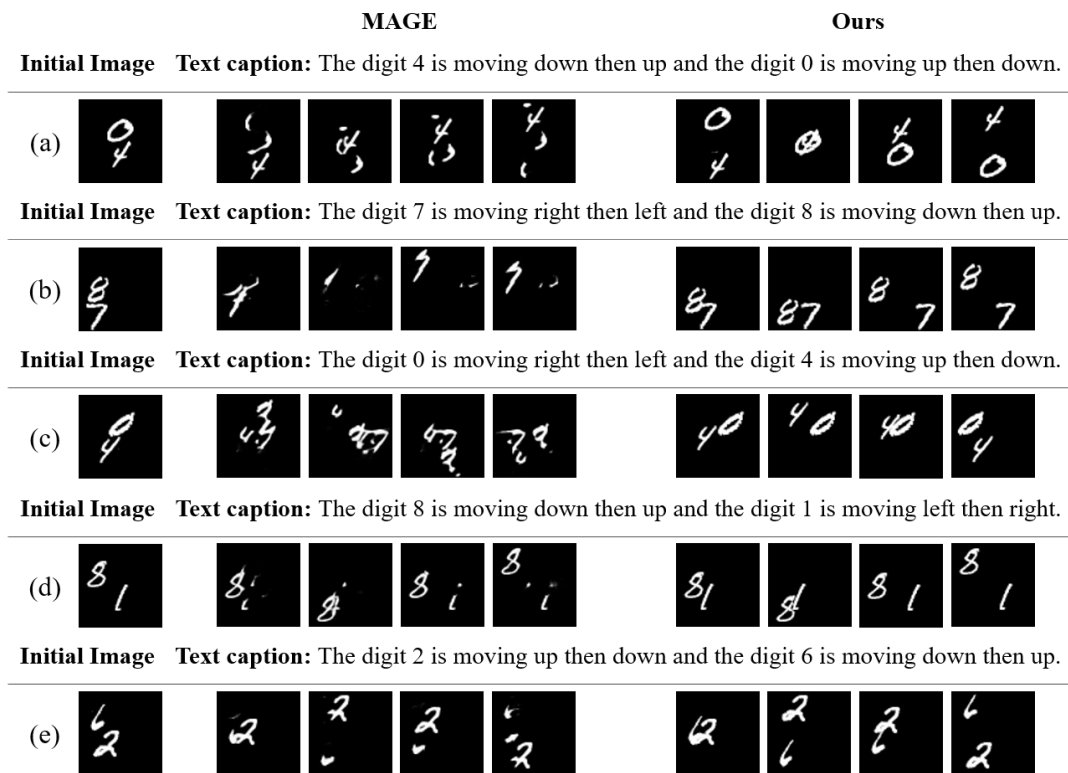 MAGE Ours
Initial Image Text caption: The digit 4 is moving down then up and the digit 0 is moving up then down.
(a)
Initial Image Text caption: The digit 7 is moving right then left and the digit 8 is moving down then up.
(b)
Initial Image Text caption: The digit 0 is moving right then left and the digit 4 is moving up then down.
(c)
Initial Image Text caption: The digit 8 is moving down then up and the digit 1 is moving left then right.
(d)
Initial Image Text caption: The digit 2 is moving up then down and the digit 6 is moving down then up.
(e)